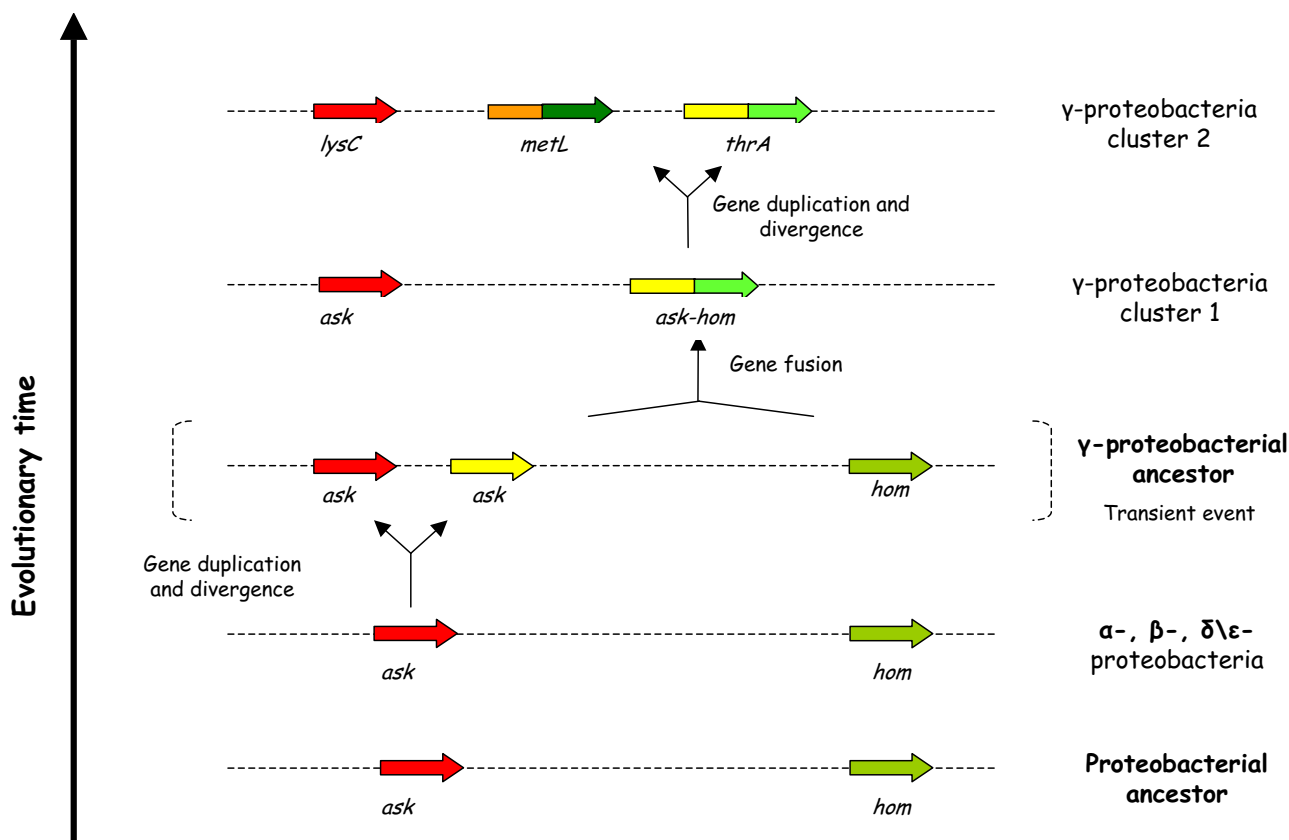 lysC
metL
thrA
γ-proteobacteria
cluster 2
Gene duplication and
divergence
ask
ask-hom
γ-proteobacteria
cluster 1
Gene fusion
ask
ask
hom
γ-proteobacterial
ancestor
Transient event
Gene duplication
and divergence
ask
hom
α-, β-, δ\ε-
proteobacteria
ask
hom
Proteobacterial
ancestor
Evolutionary time